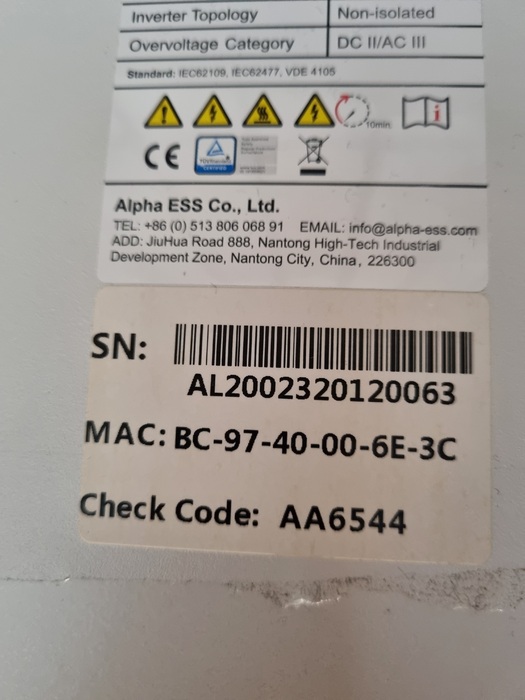 Inverter Topology Non-isolated
Overvoltage Category DC II/AC III
Standard: IEC62109, IEC62477, VDE 4105
10min
CE
Alpha ESS Co., Ltd.
TEL: +86 (0) 513 806 068 91 EMAIL: info@alpha-ess.com
ADD: JiuHua Road 888, Nantong High-Tech Industrial
Development Zone, Nantong City, China, 226300
SN:
AL2002320120063
MAC: BC-97-40-00-6E-3C
Check Code: AA6544